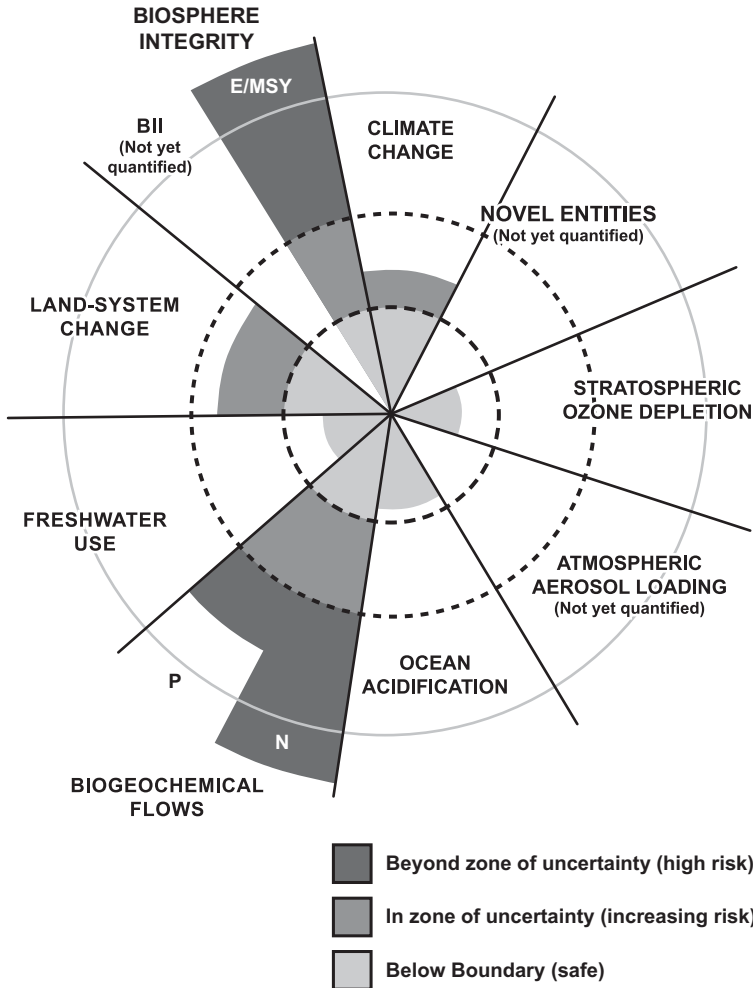 BIOSPHERE
INTEGRITY
E/MSY
BII
(Not yet
quantified)
CLIMATE
CHANGE
NOVEL ENTITIES
(Not yet quantified)
LAND-SYSTEM
CHANGE
STRATOSPHERIC
OZONE DEPLETION
FRESHWATER
USE
ATMOSPHERIC
AEROSOL LOADING
(Not yet quantified)
OCEAN
ACIDIFICATION
P
N
BIOGEOCHEMICAL
FLOWS
Beyond zone of uncertainty (high risk)
In zone of uncertainty (increasing risk)
Below Boundary (safe)